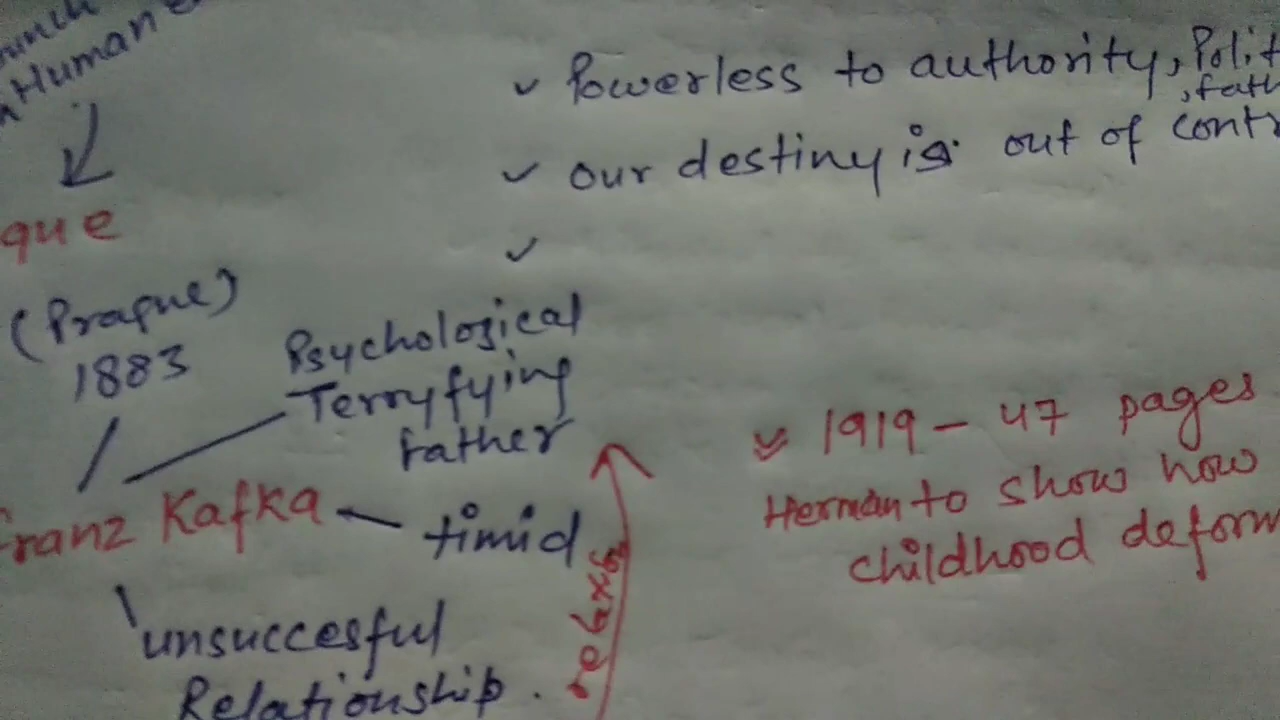 Human
✓ Powerless to authority, Polit
, fath
✓ our destiny is out of contr
✓
que
(Prague)
1883
Psychological
Terryfying
Father
Franz Kafka – timid
unsuccesful
Relationship.
✓ 1919 – 47 pages
Herman to show how
childhood deform